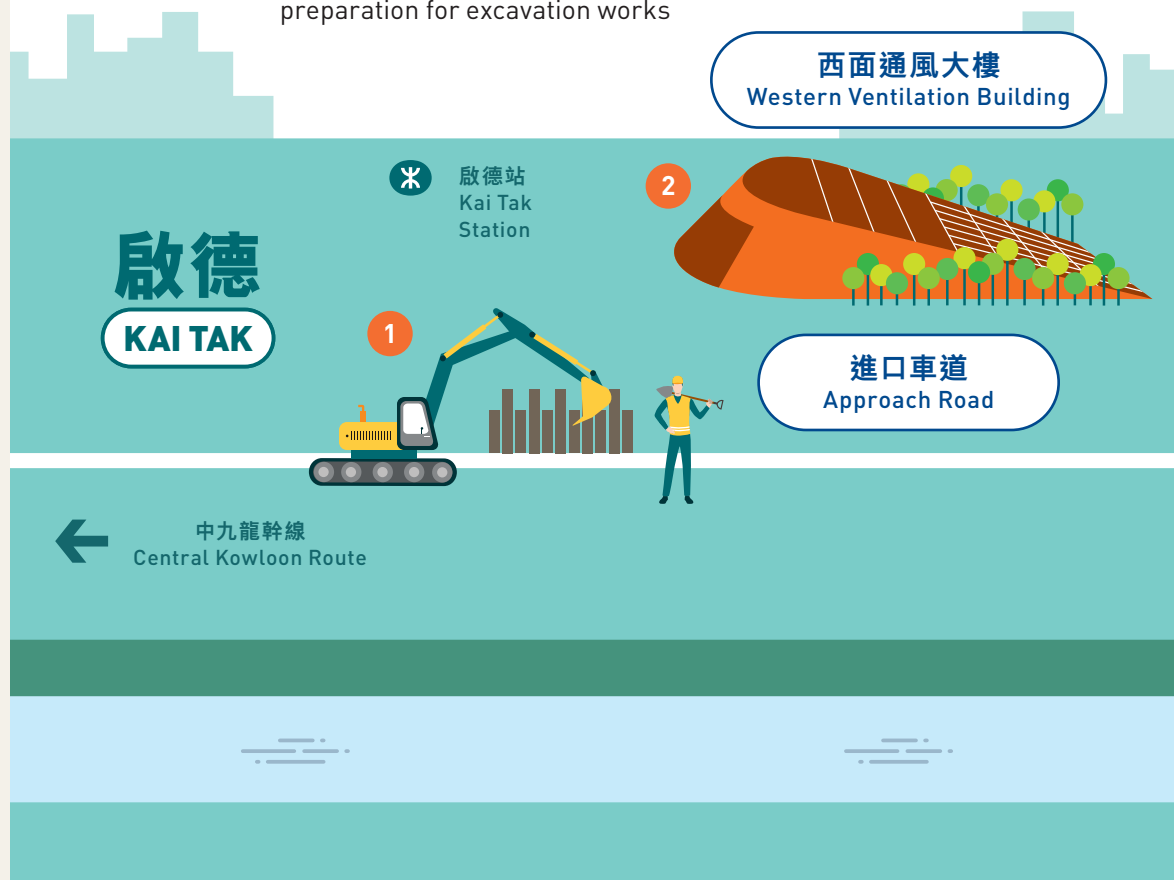 preparation for excavation works
西面通風大樓
Western Ventilation Building
啟德站
Kai Tak
Station
2
啟德
KAI TAK
1
進口車道
Approach Road
中九龍幹線
Central Kowloon Route